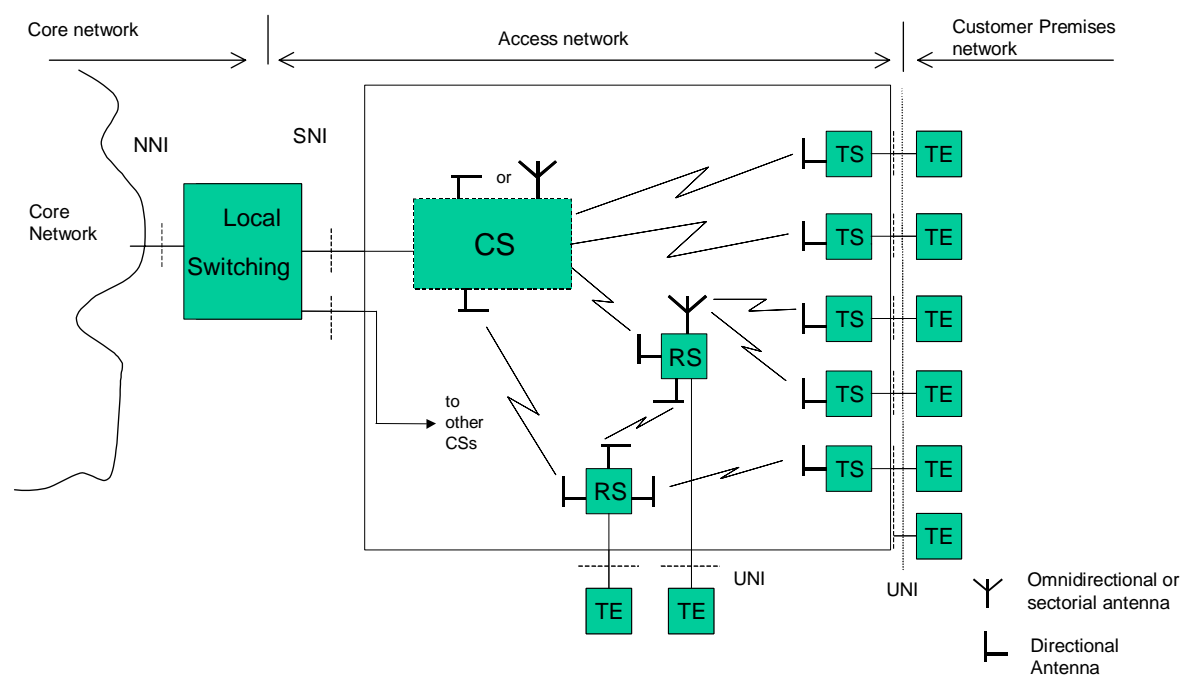 Core network
Access network
Customer Premises
network
NNI
SNI
or
TS
TE
Core
Network
Local
Switching
CS
TS
TE
RS
TS
TE
to
other
CSs
TS
TE
RS
TS
TE
TE
UNI
UNI
TE
TE
Omnidirectional or
sectorial antenna
Directional
Antenna